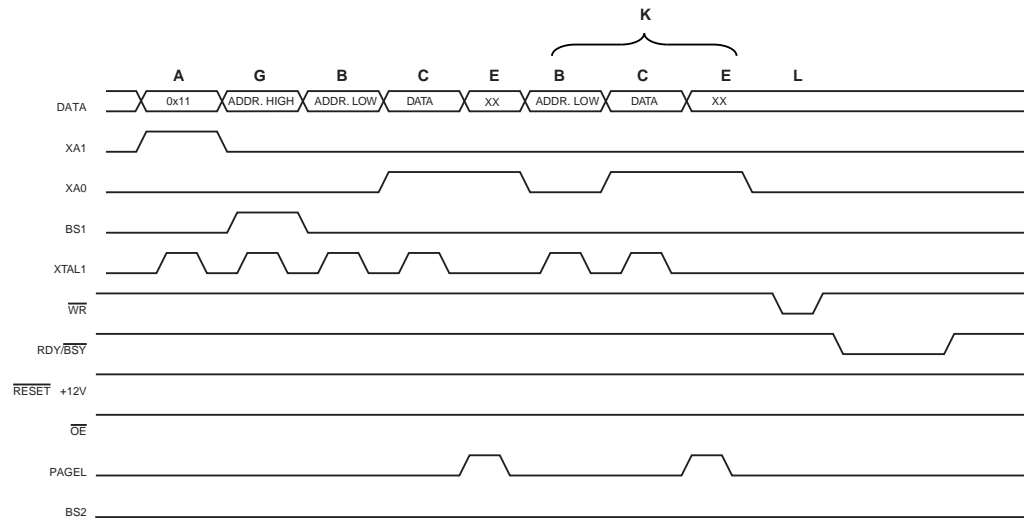 K
A G B C E B C E L
DATA 0x11 ADDR. HIGH ADDR. LOW DATA XX ADDR. LOW DATA XX
XA1
XA0
BS1
XTAL1
WR
RDY/BSY
RESET +12V
OE
PAGEL
BS2